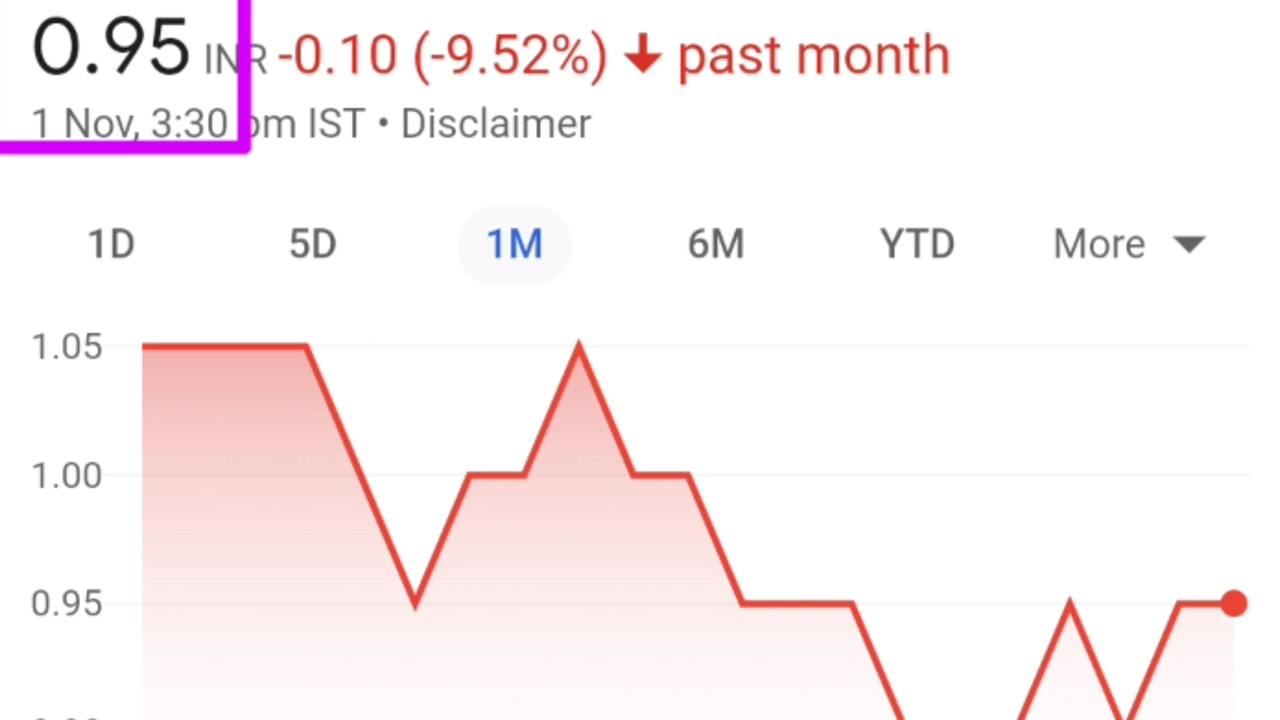 0.95 INR -0.10 (-9.52%) ↓ past month
1 Nov, 3:30 pm IST • Disclaimer
1D 5D 1M 6M YTD More ▼
1.05
1.00
0.95